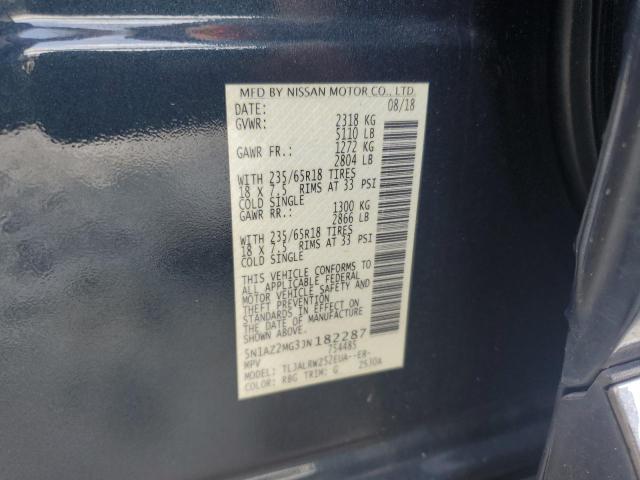 MFD BY NISSAN MOTOR CO., LTD.
DATE: 08/18
GVWR: 2318 KG
5110 LB
GAWR FR.: 1272 KG
2804 LB
WITH 235/65R18 TIRES
18 X 7.5 RIMS AT 33 PSI
COLD SINGLE
GAWR RR.: 1300 KG
2866 LB
WITH 235/65R18 TIRES
18 X 7.5 RIMS AT 33 PSI
COLD SINGLE
THIS VEHICLE CONFORMS TO
ALL APPLICABLE FEDERAL
MOTOR VEHICLE SAFETY AND
THEFT PREVENTION
STANDARDS IN EFFECT ON
THE DATE OF MANUFACTURE
SHOWN ABOVE.
5N1AZ2MG3JN182287
MPV 754485
MODEL: TLJALRWZ52EUA--ER-
COLOR: RBG TRIM: G 2530A